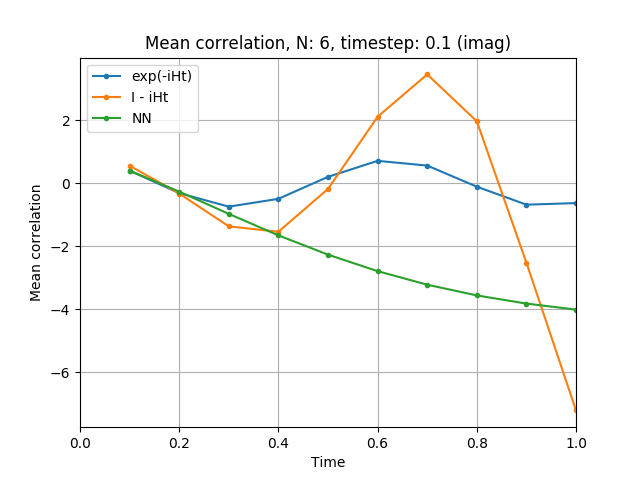 Mean correlation, N: 6, timestep: 0.1 (imag)
exp(-iHt)
I - iHt
NN
2
0
−2
−4
−6
Mean correlation
0.0 0.2 0.4 0.6 0.8 1.0
Time